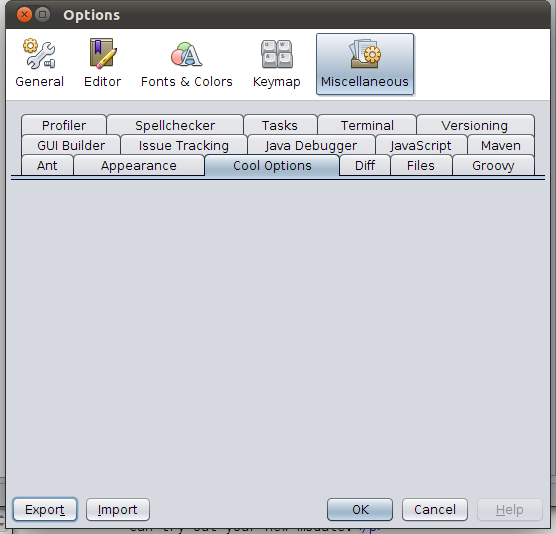 Options
General Editor Fonts & Colors Keymap Miscellaneous
Profiler Spellchecker Tasks Terminal Versioning
GUI Builder Issue Tracking Java Debugger JavaScript Maven
Ant Appearance Cool Options Diff Files Groovy
Export Import OK Cancel Help
can try out your new module.</p>